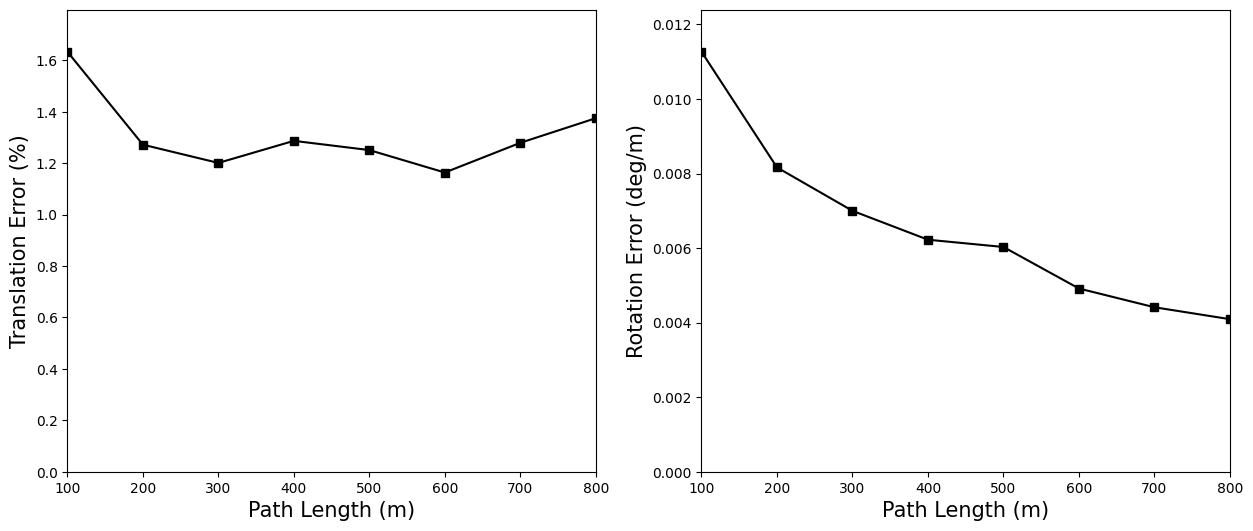 1.6
1.4
1.2
1.0
0.8
0.6
0.4
0.2
0.0
Translation Error (%)
100 200 300 400 500 600 700 800
Path Length (m)
0.012
0.010
0.008
0.006
0.004
0.002
0.000
Rotation Error (deg/m)
100 200 300 400 500 600 700 800
Path Length (m)